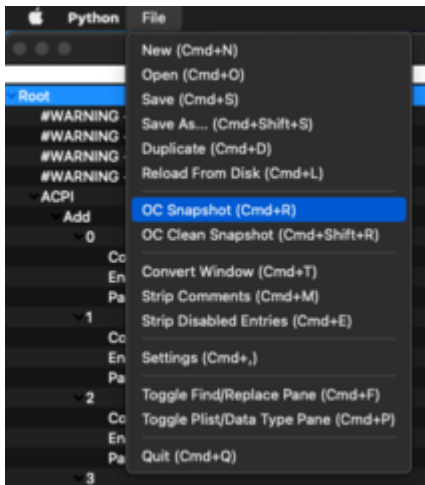 Python File
New (Cmd+N)
Open (Cmd+O)
Save (Cmd+S)
Save As... (Cmd+Shift+S)
Duplicate (Cmd+D)
Reload From Disk (Cmd+L)
OC Snapshot (Cmd+R)
OC Clean Snapshot (Cmd+Shift+R)
Convert Window (Cmd+T)
Strip Comments (Cmd+M)
Strip Disabled Entries (Cmd+E)
Settings (Cmd+,)
Toggle Find/Replace Pane (Cmd+F)
Toggle Plist/Data Type Pane (Cmd+P)
Quit (Cmd+Q)
Root
#WARNING -
#WARNING -
#WARNING -
#WARNING -
ACPI
Add
0
Co
En
Pa
1
Co
En
Pa
2
Co
En
Pa
3